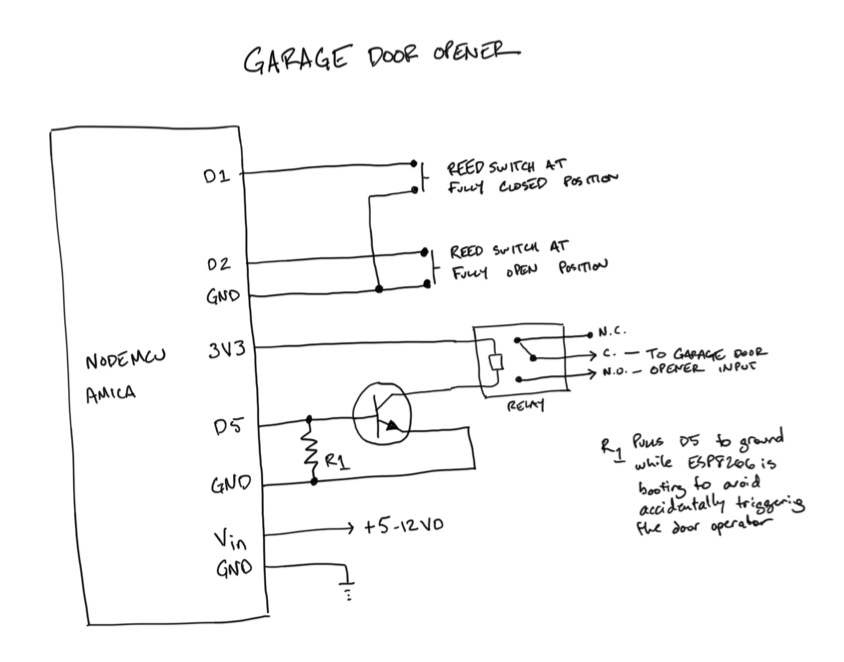 GARAGE DOOR OPENER
D1
REED SWITCH AT
FULLY CLOSED POSITION
D2
REED SWITCH AT
FULLY OPEN POSITION
GND
NODEMCU
AMICA
3V3
N.C.
C. — TO GARAGE DOOR
N.O. — OPENER INPUT
RELAY
D5
R1
GND
R1 Pulls D5 to ground
while ESP8266 is
booting to avoid
accidentally triggering
the door operator
Vin
+5-12VD
GND